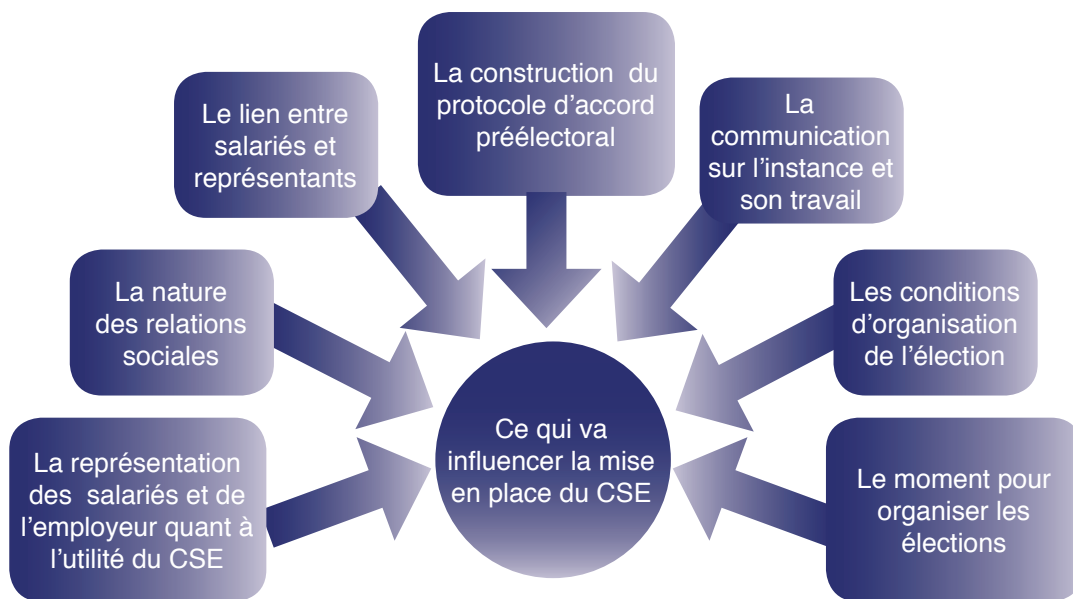 La représentation
des salariés et de
l'employeur quant à
l'utilité du CSE
La nature
des relations
sociales
Le lien entre
salariés et
représentants
La construction du
protocole d'accord
préélectoral
La
communication
sur l'instance et
son travail
Les conditions
d'organisation
de l'élection
Le moment pour
organiser les
élections
Ce qui va
influencer la mise
en place du CSE